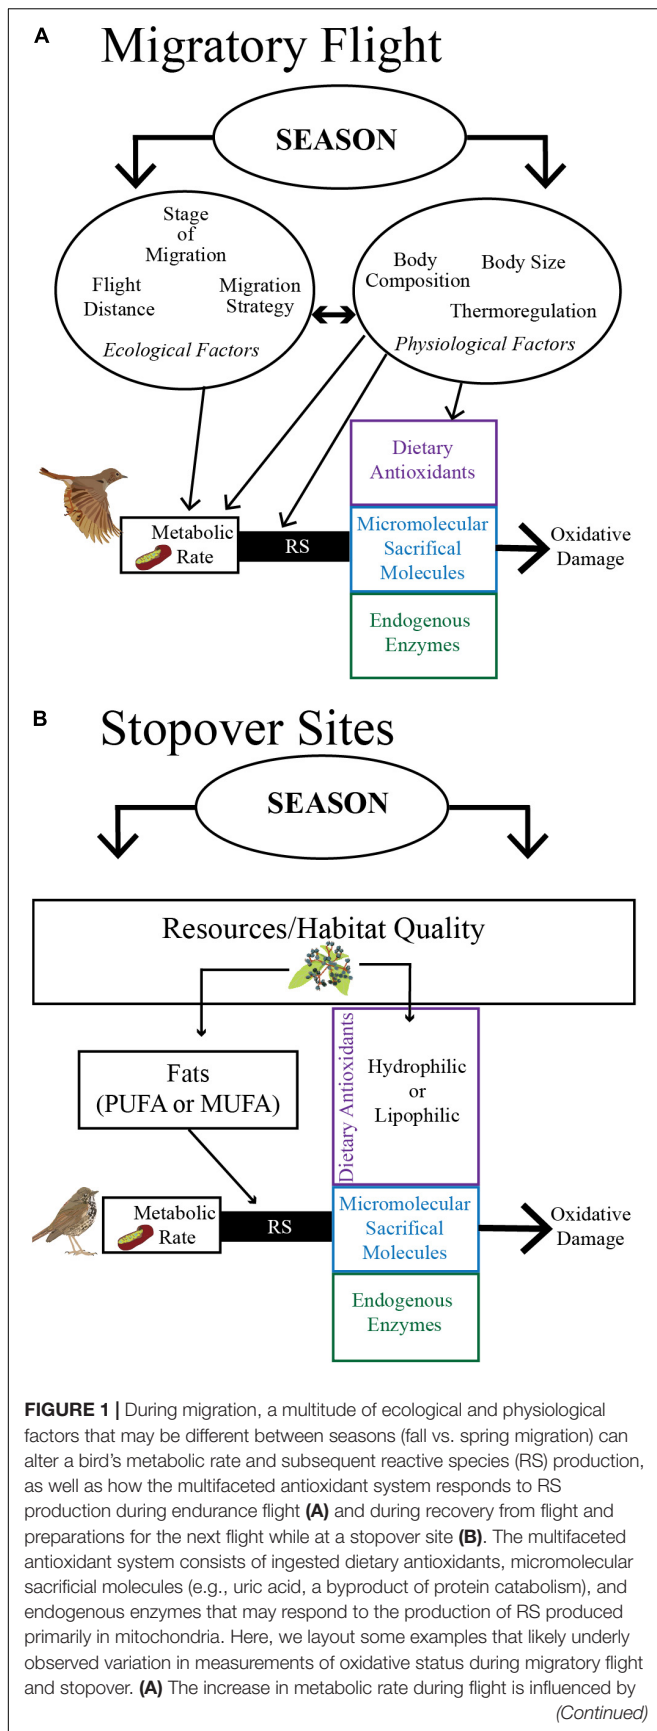 A
Migratory Flight
SEASON
Stage
of
Migration
Flight
Distance
Migration
Strategy
Ecological Factors
Body
Composition
Body Size
Thermoregulation
Physiological Factors
Dietary
Antioxidants
Metabolic
Rate
RS
Micromolecular
Sacrifical
Molecules
Oxidative
Damage
Endogenous
Enzymes
B
Stopover Sites
SEASON
Resources/Habitat Quality
Fats
(PUFA or MUFA)
Dietary Antioxidants
Hydrophilic
or
Lipophilic
Metabolic
Rate
RS
Micromolecular
Sacrifical
Molecules
Oxidative
Damage
Endogenous
Enzymes
FIGURE 1 | During migration, a multitude of ecological and physiological
factors that may be different between seasons (fall vs. spring migration) can
alter a bird's metabolic rate and subsequent reactive species (RS) production,
as well as how the multifaceted antioxidant system responds to RS
production during endurance flight (A) and during recovery from flight and
preparations for the next flight while at a stopover site (B). The multifaceted
antioxidant system consists of ingested dietary antioxidants, micromolecular
sacrificial molecules (e.g., uric acid, a byproduct of protein catabolism), and
endogenous enzymes that may respond to the production of RS produced
primarily in mitochondria. Here, we layout some examples that likely underly
observed variation in measurements of oxidative status during migratory flight
and stopover. (A) The increase in metabolic rate during flight is influenced by
(Continued)